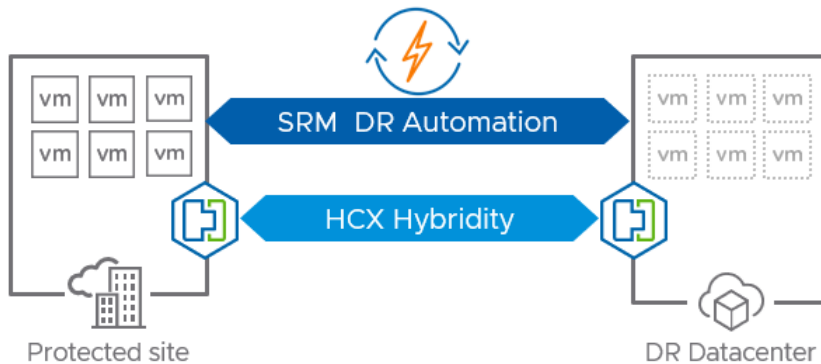 SRM DR Automation
vm vm vm vm vm vm
vm vm vm vm vm vm
HCX Hybridity
Protected site DR Datacenter